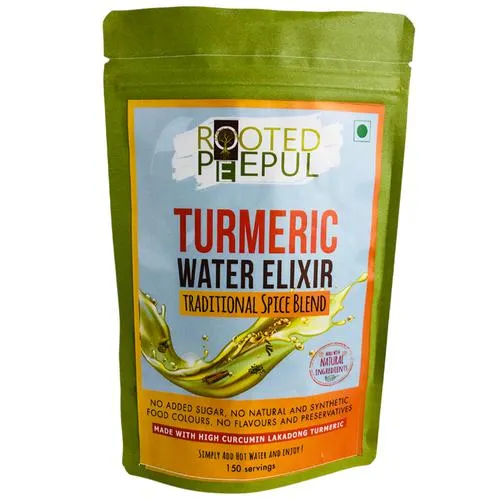 ROOTED
PEEPUL
TURMERIC
WATER ELIXIR
TRADITIONAL SPICE BLEND
MADE WITH
NATURAL
INGREDIENTS
NO ADDED SUGAR, NO NATURAL AND SYNTHETIC
FOOD COLOURS, NO FLAVOURS AND PRESERVATIVES
MADE WITH HIGH CURCUMIN LAKADONG TURMERIC
SIMPLY ADD HOT WATER AND ENJOY!
150 servings